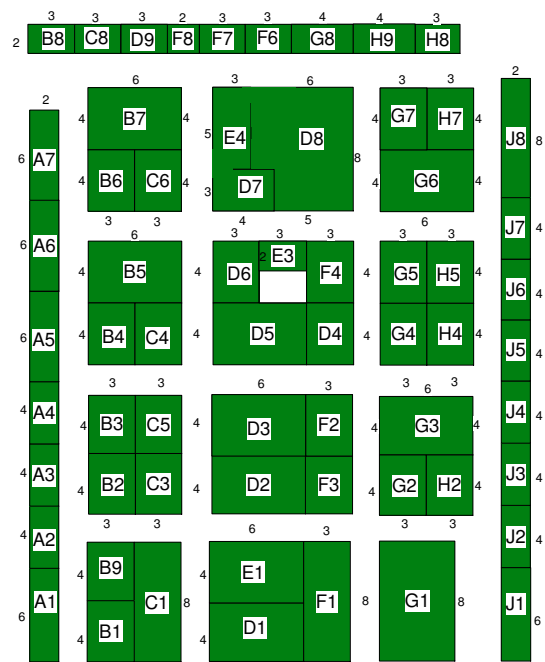 3 3 3 2 3 3 4 4 3
2 B8 C8 D9 F8 F7 F6 G8 H9 H8
6 3 6 3 3 2
2
4 B7 4 E4 D8 4 G7 H7 4 J8 8
5 8
6 A7 4 B6 C6 4 3 D7 4 G6 4
3 3 4 5 6
6 3 3 3 3 3
6 A6 4 B5 D6 2 E3 F4 4 G5 H5 4 J7 4
J6 4
6 A5 4 B4 C4 4 D5 D4 4 G4 H4 4 J5 4
3 3 6 3 3 6 3
4 A4 4 B3 C5 4 D3 F2 4 G3 J4 4
4 A3 4 B2 C3 4 D2 F3 4 G2 H2 4 J3 4
3 3 6 3 3 3
4 A2 4 B9 4 E1 J2 4
6 A1 4 B1 C1 8 4 D1 F1 8 G1 8 J1 6